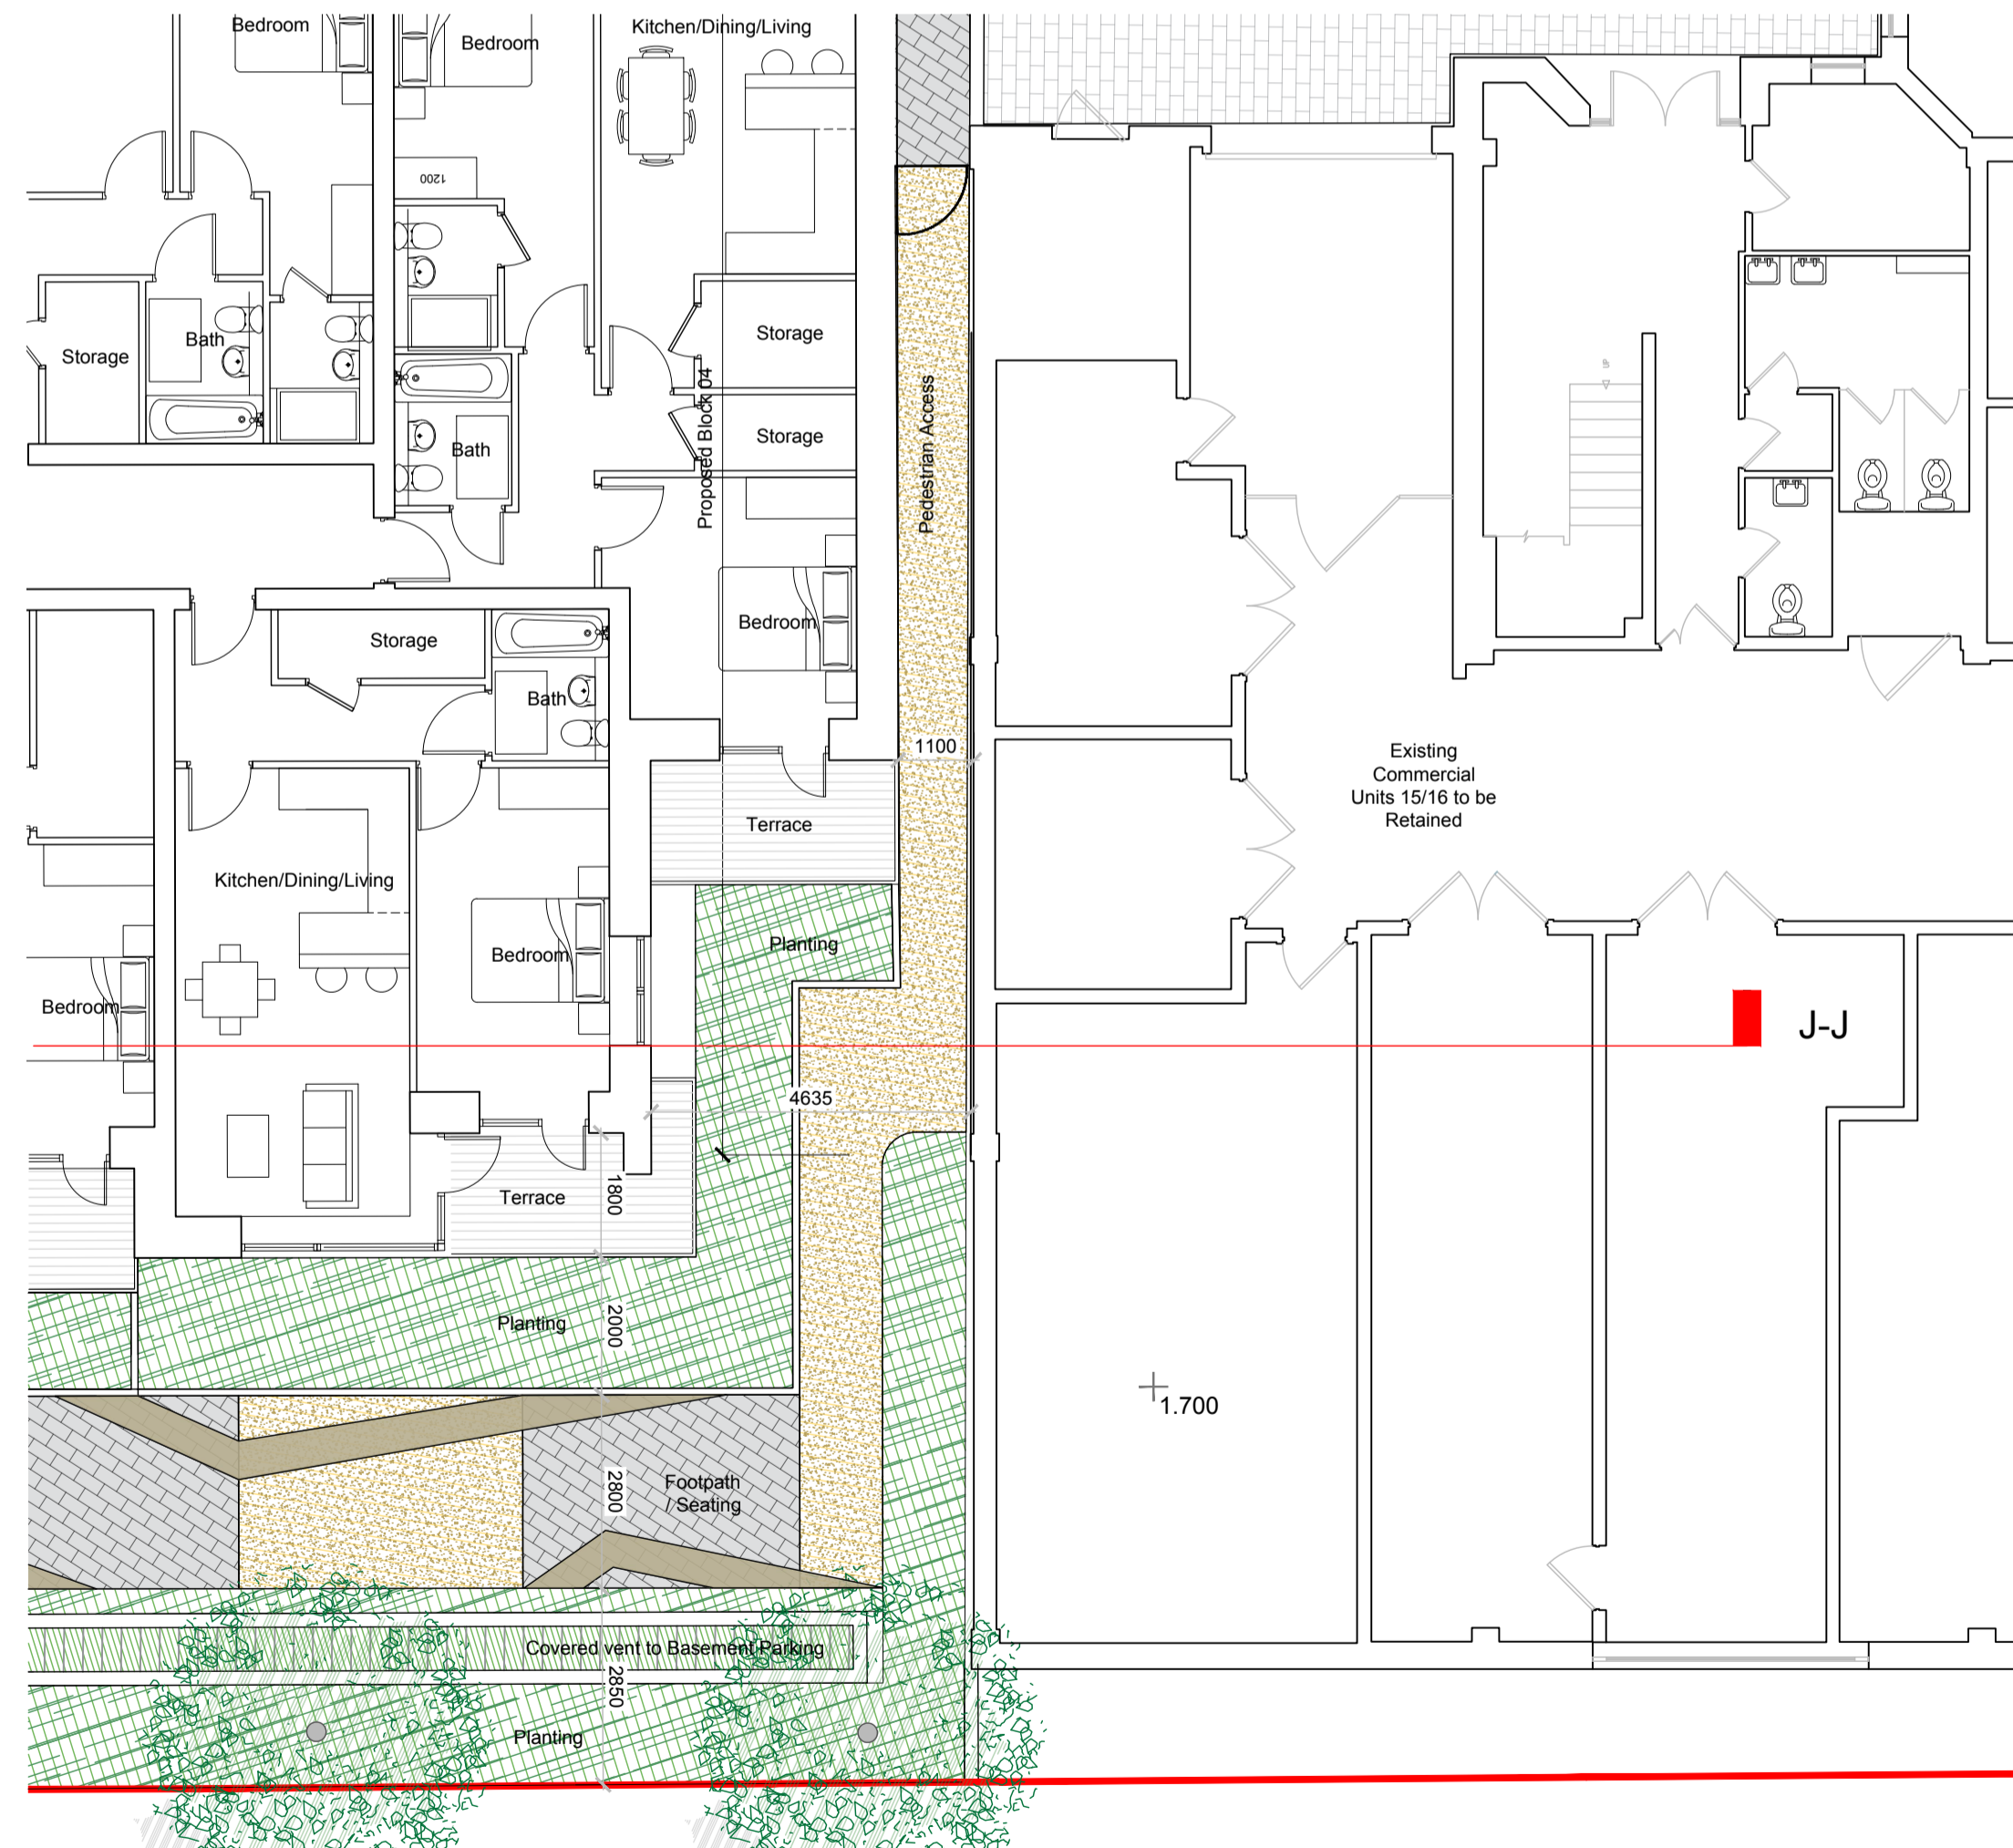 Bedroom
Bedroom
Kitchen/Dining/Living
1200
Storage
Bath
Storage
Bath
Storage
Proposed Block 04
Pedestrian Access
Bedroom
Storage
Bath
1100
Existing
Commercial
Units 15/16 to be
Retained
Terrace
Kitchen/Dining/Living
Bedroom
Planting
Bedroom
J-J
4635
Terrace
1800
Planting
2000
1.700
Footpath
/ Seating
2800
Covered vent to Basement Parking
2850
Planting